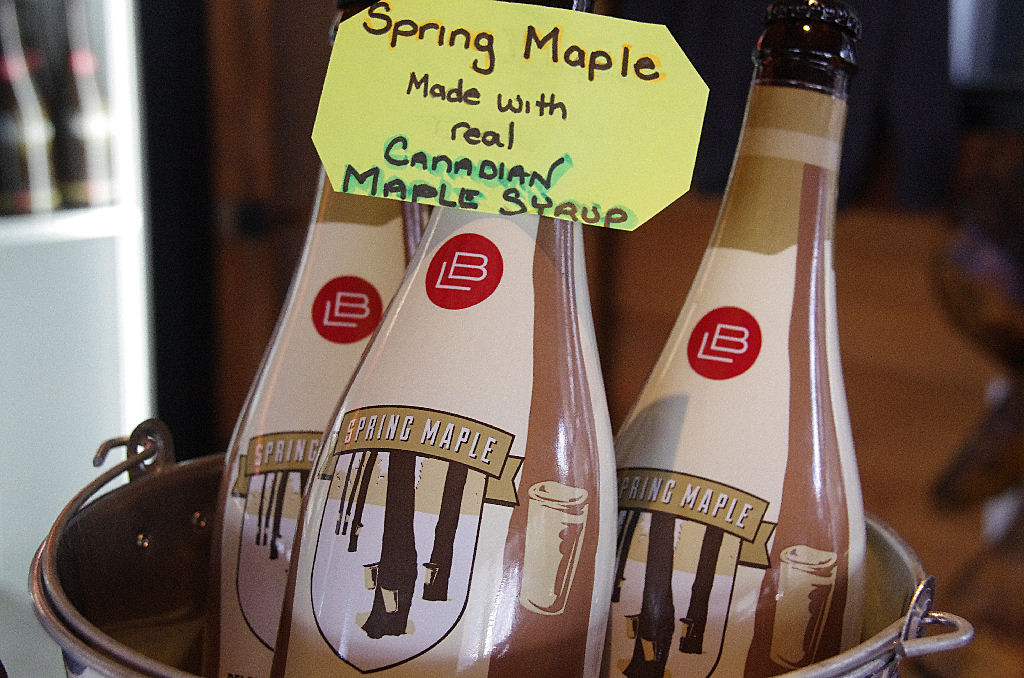 Spring Maple
Made with
real
CANADIAN
MAPLE SYRUP
LB
LB
LB
SPRING
SPRING MAPLE
SPRING MAPLE